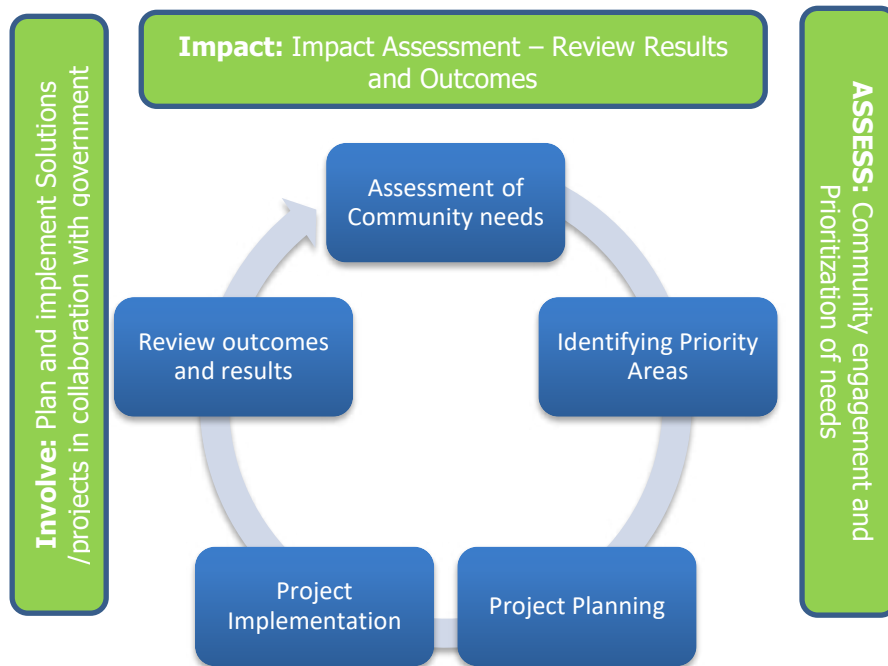 Impact: Impact Assessment – Review Results
and Outcomes
ASSESS: Community engagement and
Prioritization of needs
Involve: Plan and implement Solutions
/projects in collaboration with government
Assessment of
Community needs
Identifying Priority
Areas
Project Planning
Project
Implementation
Review outcomes
and results